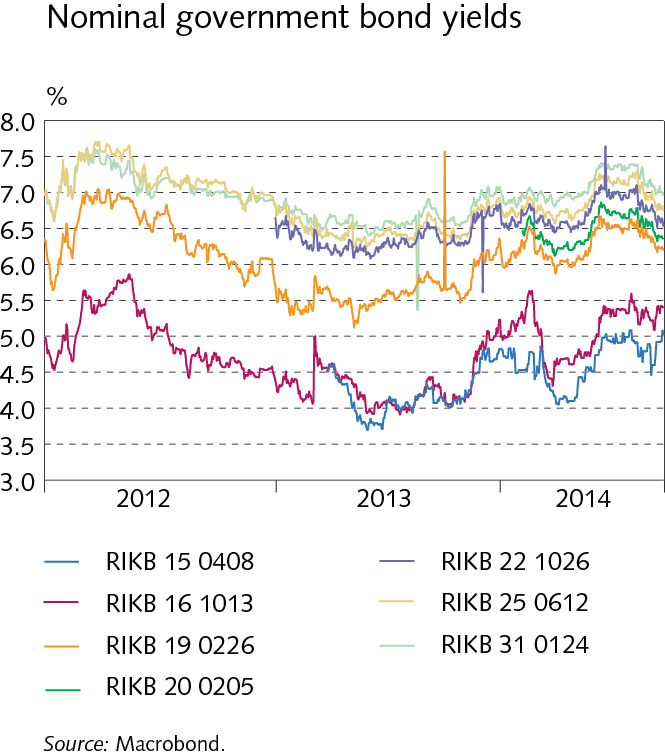 Nominal government bond yields
%
8.0
7.5
7.0
6.5
6.0
5.5
5.0
4.5
4.0
3.5
3.0
2012 2013 2014
RIKB 15 0408
RIKB 16 1013
RIKB 19 0226
RIKB 20 0205
RIKB 22 1026
RIKB 25 0612
RIKB 31 0124
Source: Macrobond.